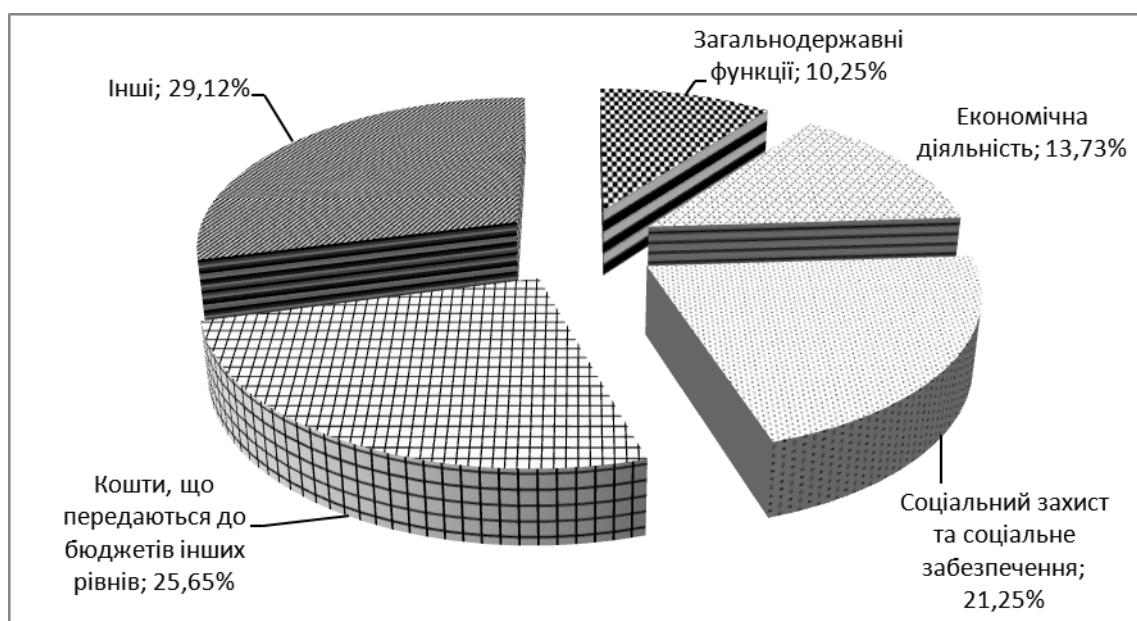 Загальнодержавні
функції; 10,25%
Інші; 29,12%
Економічна
діяльність; 13,73%
Кошти, що
передаються до
бюджетів інших
рівнів; 25,65%
Соціальний захист
та соціальне
забезпечення;
21,25%